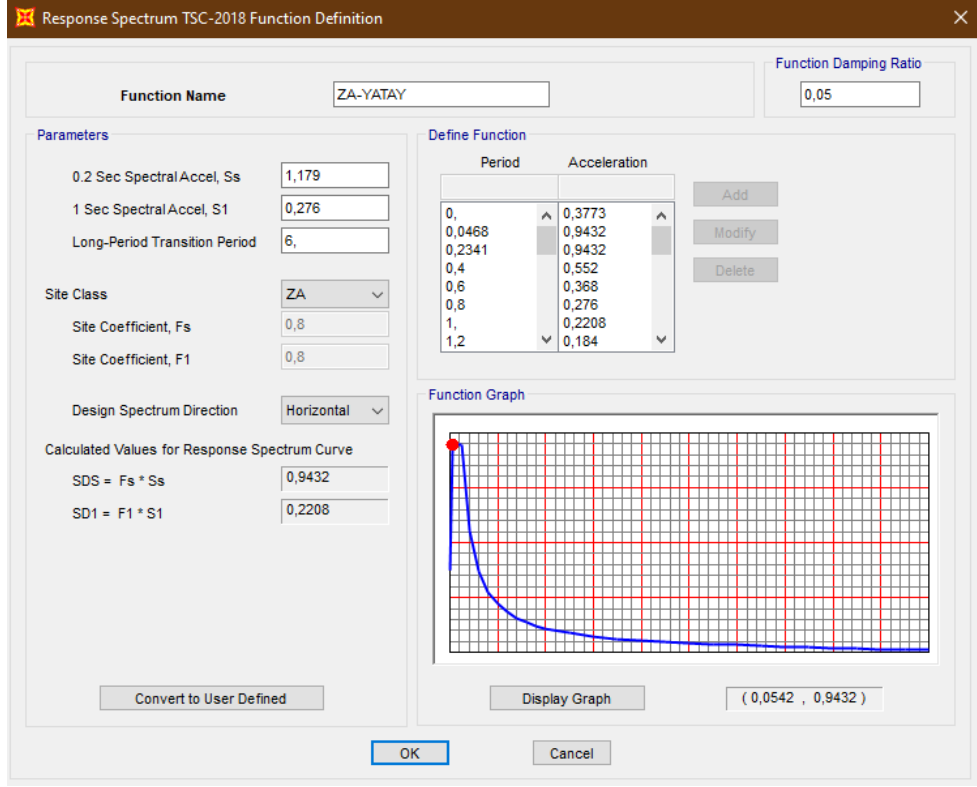 Response Spectrum TSC-2018 Function Definition
Function Name
ZA-YATAY
Function Damping Ratio
0,05
Parameters
0.2 Sec Spectral Accel, Ss
1,179
1 Sec Spectral Accel, S1
0,276
Long-Period Transition Period
6,
Site Class
ZA
Site Coefficient, Fs
0,8
Site Coefficient, F1
0,8
Design Spectrum Direction
Horizontal
Calculated Values for Response Spectrum Curve
SDS = Fs * Ss
0,9432
SD1 = F1 * S1
0,2208
Convert to User Defined
Define Function
Period Acceleration
0, 0,3773
0,0468 0,9432
0,2341 0,9432
0,4 0,552
0,6 0,368
0,8 0,276
1, 0,2208
1,2 0,184
Add
Modify
Delete
Function Graph
Display Graph
( 0,0542 , 0,9432 )
OK
Cancel